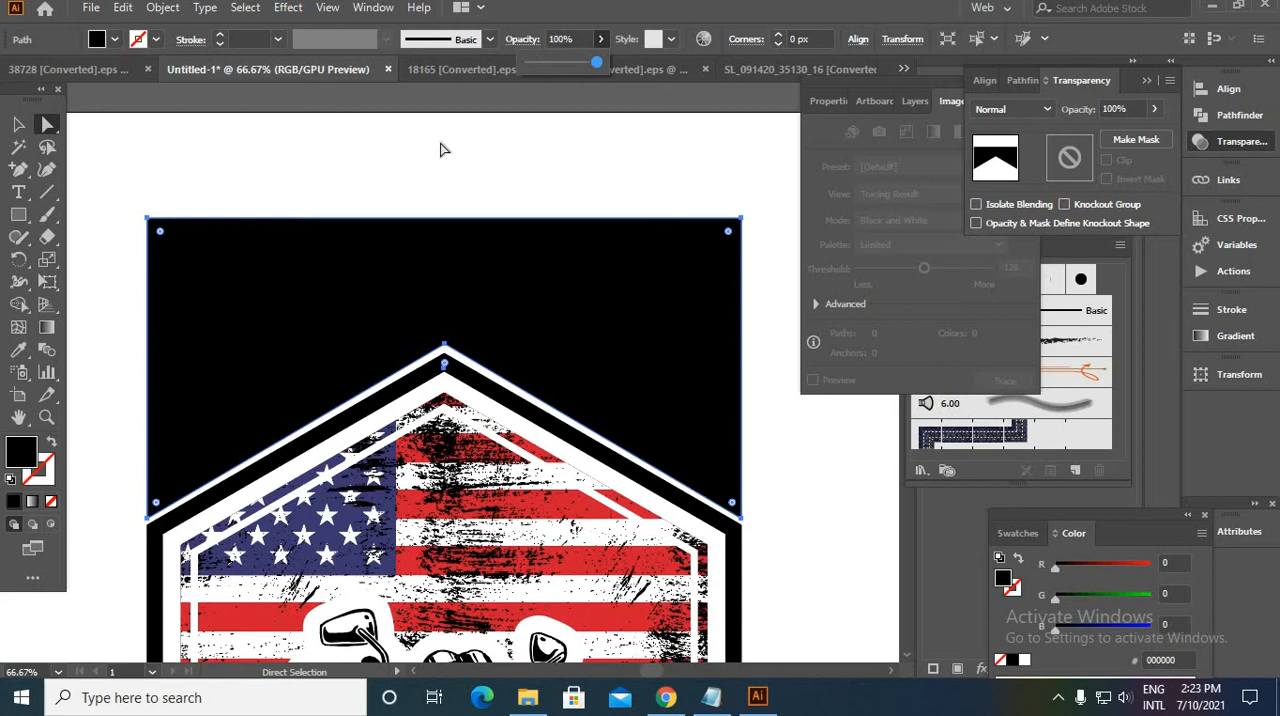 File Edit Object Type Select Effect View Window Help
Web
Search Adobe Stock
Path Stroke: Basic Opacity: 100% Style: Corners: 0 px Align Transform
38728 [Converted].eps ... × Untitled-1* @ 66.67% (RGB/GPU Preview) × 18165 [Converted].eps verted].eps @ ... × SL_091420_35130_16 [Converted
Align Pathfin Transparency
Properti Artboar Layers Image
Normal Opacity: 100%
Make Mask
Clip
Invert Mask
Isolate Blending Knockout Group
Opacity & Mask Define Knockout Shape
Preset: [Default]
View: Tracing Result
Mode: Black and White
Palette: Limited
Threshold: 128
Less More
Advanced
Paths: 0 Colors: 0
Anchors: 0
Preview Trace
Align
Pathfinder
Transpare...
Links
CSS Prop...
Variables
Actions
Stroke
Gradient
Transform
Attributes
Basic
6.00
Swatches Color
R 0
G 0
B 0
# 000000
Activate Windows
Go to Settings to activate Windows.
66.67% 1 Direct Selection
Type here to search
Ai
ENG
INTL
2:23 PM
7/10/2021